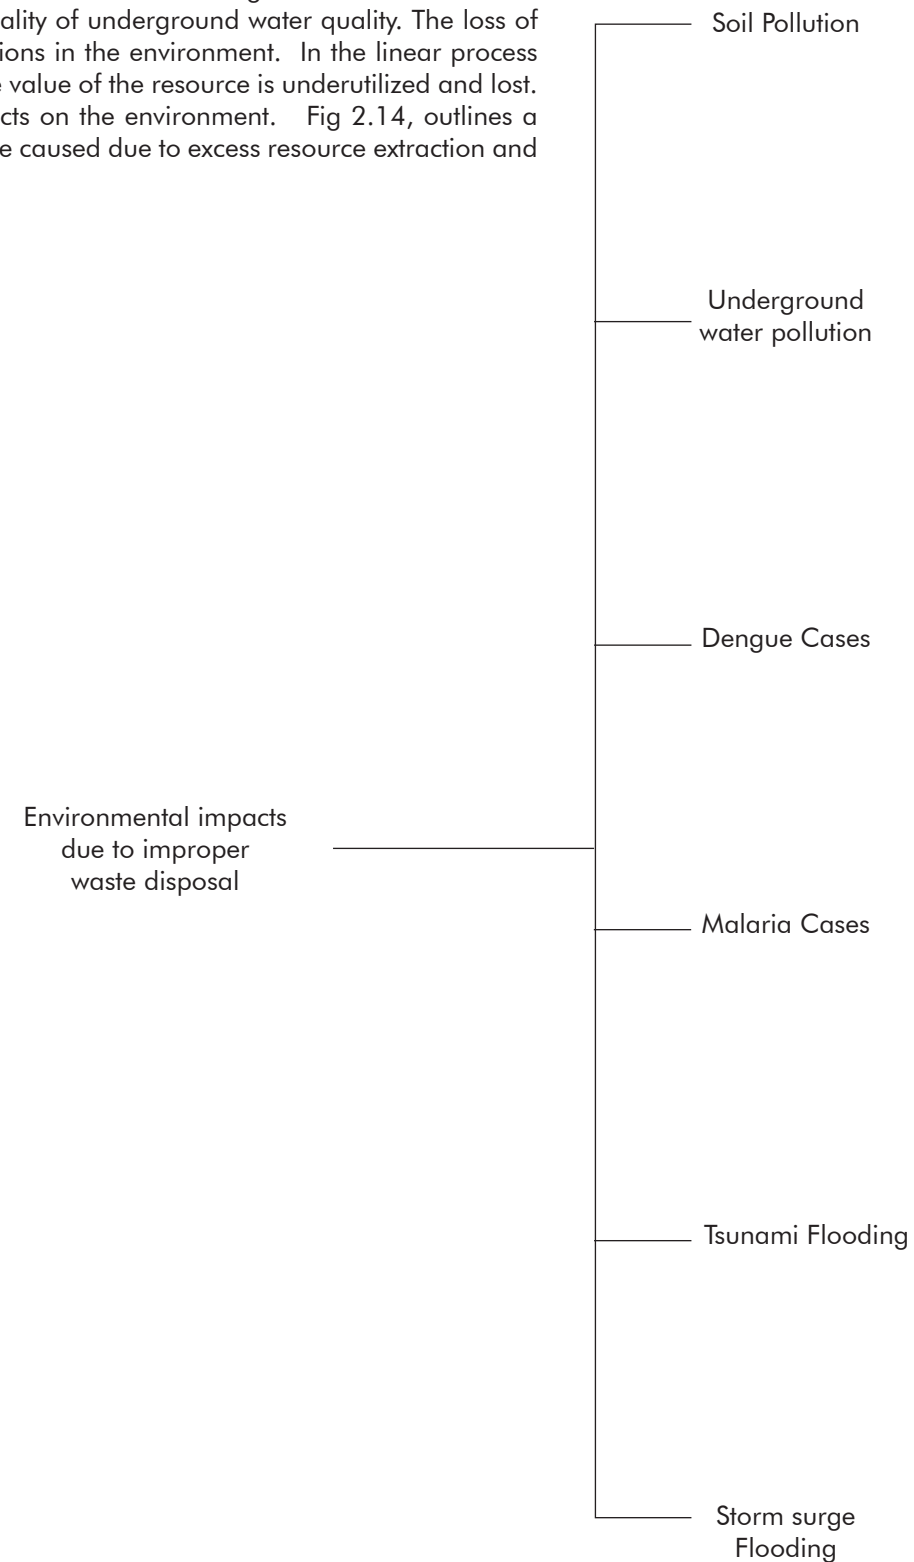 ality of underground water quality. The loss of
ions in the environment. In the linear process
value of the resource is underutilized and lost.
cts on the environment. Fig 2.14, outlines a
e caused due to excess resource extraction and
Environmental impacts
due to improper
waste disposal
Soil Pollution
Underground
water pollution
Dengue Cases
Malaria Cases
Tsunami Flooding
Storm surge
Flooding